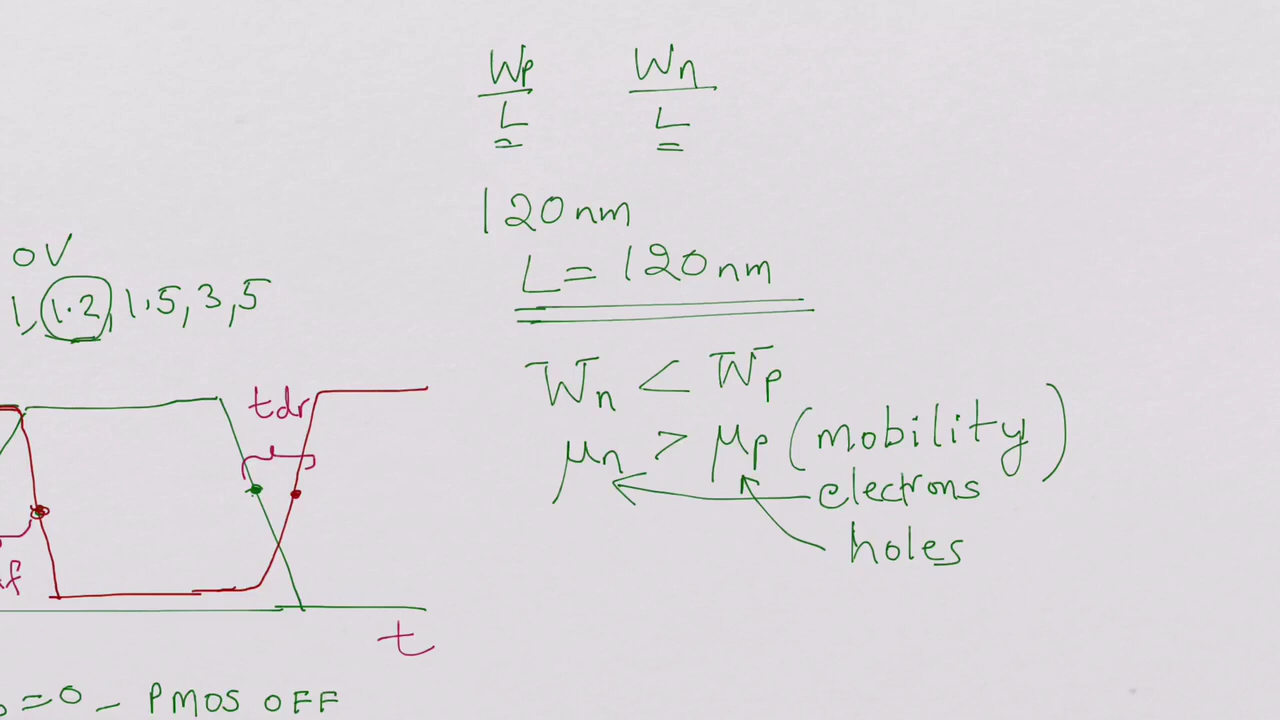 Wp Wn
L L
120nm
L = 120nm
0V
1, 1.2, 1.5, 3, 5
Wn < Wp
tdr
μn > μp (mobility)
electrons
holes
t
=0 - PMOS OFF